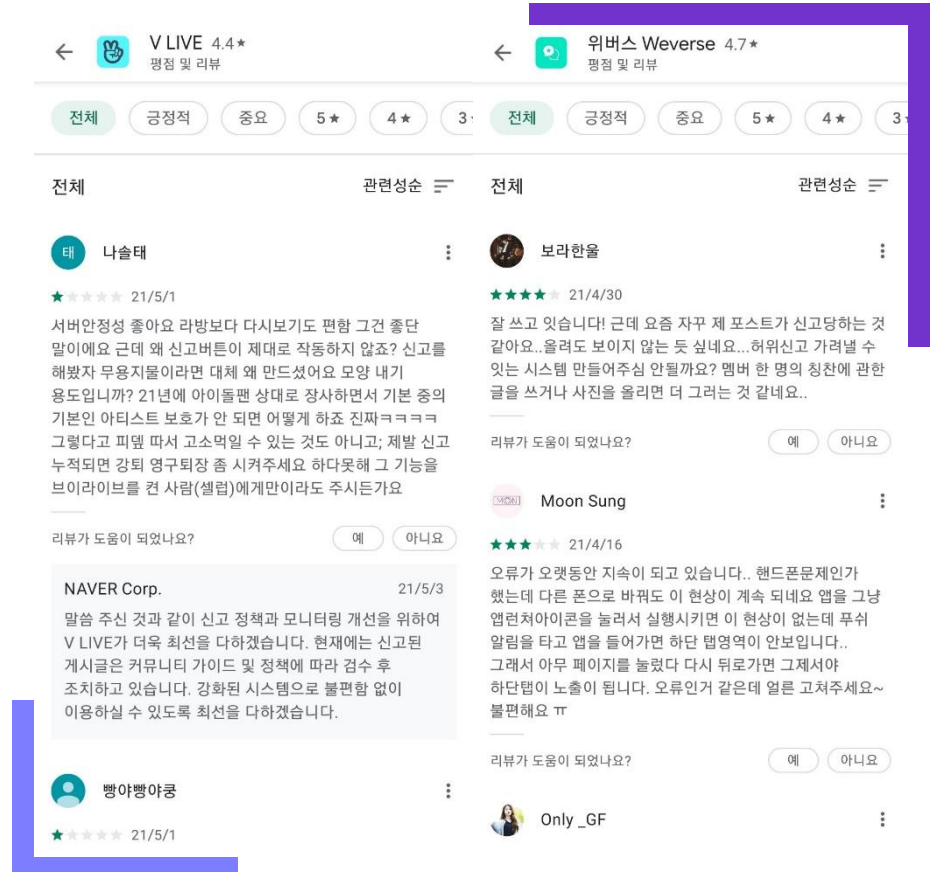 V LIVE 4.4★
평점 및 리뷰
전체 긍정적 중요 5★ 4★ 3
전체 관련성순
태 나솔태
★★★★★ 21/5/1
서버안정성 좋아요 라방보다 다시보기도 편함 그건 좋단
말이에요 근데 왜 신고버튼이 제대로 작동하지 않죠? 신고를
해봤자 무용지물이라면 대체 왜 만드셨어요 모양 내기
용도입니까? 21년에 아이돌팬 상대로 장사하면서 기본 중의
기본인 아티스트 보호가 안 되면 어떻게 하죠 진짜ㅋㅋㅋㅋ
그렇다고 피뎊 따서 고소먹일 수 있는 것도 아니고; 제발 신고
누적되면 강퇴 영구퇴장 좀 시켜주세요 하다못해 그 기능을
브이라이브를 켠 사람(셀럽)에게만이라도 주시든가요
리뷰가 도움이 되었나요? 예 아니요
NAVER Corp. 21/5/3
말씀 주신 것과 같이 신고 정책과 모니터링 개선을 위하여
V LIVE가 더욱 최선을 다하겠습니다. 현재에는 신고된
게시글은 커뮤니티 가이드 및 정책에 따라 검수 후
조치하고 있습니다. 강화된 시스템으로 불편함 없이
이용하실 수 있도록 최선을 다하겠습니다.
빵야빵야쿵
★★★★★ 21/5/1
위버스 Weverse 4.7★
평점 및 리뷰
전체 긍정적 중요 5★ 4★ 3
전체 관련성순
보라한울
★★★★★ 21/4/30
잘 쓰고 잇습니다! 근데 요즘 자꾸 제 포스트가 신고당하는 것
같아요..올려도 보이지 않는 듯 싶네요...허위신고 가려낼 수
잇는 시스템 만들어주심 안될까요? 멤버 한 명의 칭찬에 관한
글을 쓰거나 사진을 올리면 더 그러는 것 같네요..
리뷰가 도움이 되었나요? 예 아니요
MON Moon Sung
★★★★★ 21/4/16
오류가 오랫동안 지속이 되고 있습니다.. 핸드폰문제인가
했는데 다른 폰으로 바꿔도 이 현상이 계속 되네요 앱을 그냥
앱런쳐아이콘을 눌러서 실행시키면 이 현상이 없는데 푸쉬
알림을 타고 앱을 들어가면 하단 탭영역이 안보입니다..
그래서 아무 페이지를 눌렀다 다시 뒤로가면 그제서야
하단탭이 노출이 됩니다. 오류인거 같은데 얼른 고쳐주세요~
불편해요 ㅠ
리뷰가 도움이 되었나요? 예 아니요
Only _GF